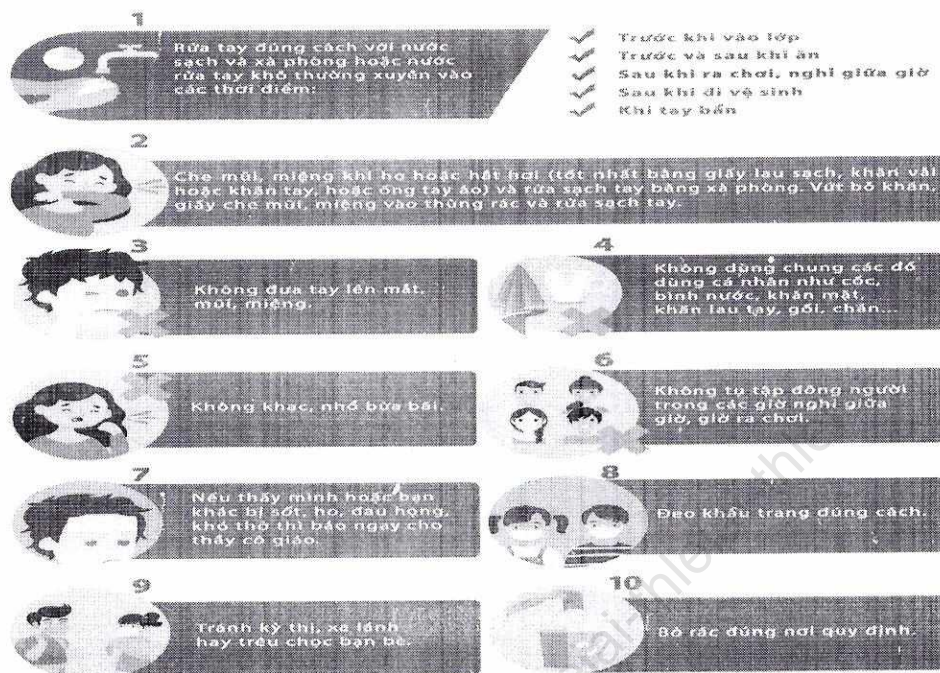 1
Rửa tay đúng cách với nước
sạch và xà phòng hoặc nước
rửa tay khô thường xuyên vào
các thời điểm:
Trước khi vào lớp
Trước và sau khi ăn
Sau khi ra chơi, nghỉ giữa giờ
Sau khi đi vệ sinh
Khi tay bẩn
2
Che mũi, miệng khi ho hoặc hắt hơi (tốt nhất bằng giấy lau sạch, khăn vải
hoặc khăn tay, hoặc ống tay áo) và rửa sạch tay bằng xà phòng. Vứt bỏ khăn,
giấy che mũi, miệng vào thùng rác và rửa sạch tay.
3
Không đưa tay lên mắt,
mũi, miệng.
4
Không dùng chung các đồ
dùng cá nhân như cốc,
bình nước, khăn mặt,
khăn lau tay, gối, chăn...
5
Không khạc, nhổ bừa bãi.
6
Không tụ tập đông người
trong các giờ nghỉ giữa
giờ, giờ ra chơi.
7
Nếu thấy mình hoặc bạn
khác bị sốt, ho, đau họng,
khó thở thì báo ngay cho
thầy cô giáo.
8
Đeo khẩu trang đúng cách.
9
Tránh kỳ thị, xa lánh
hay trêu chọc bạn bè.
10
Bỏ rác đúng nơi quy định.